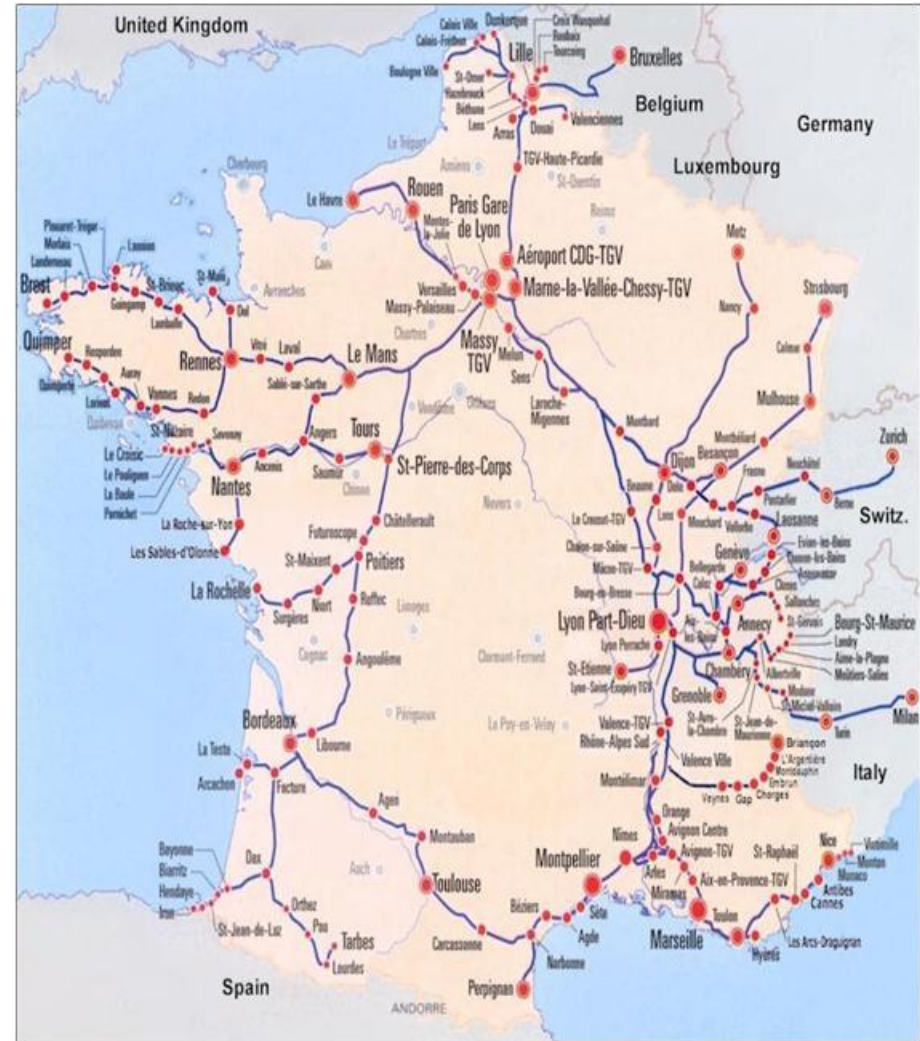 United Kingdom
Calais Ville
Dunkerque
Calais-Fréthun
Croix Wasquehal
Roubaix
Tourcoing
Lille
Boulogne Ville
St-Omer
Hazebrouck
Béthune
Lens
Bruxelles
Belgium
Germany
Arras
Douai
Valenciennes
Le Tréport
Luxembourg
TGV-Haute-Picardie
Amiens
St-Quentin
Cherbourg
Le Havre
Rouen
Reims
Paris Gare
de Lyon
Metz
Mantes-
la-Jolie
Aéroport CDG-TGV
Caen
Plouaret-Trégor
Morlaix
Landerneau
Lannion
Brest
Guingamp
St-Brieuc
St-Malo
Lamballe
Dol
Avranches
Versailles
Massy-Palaiseau
Marne-la-Vallée-Chessy-TGV
Nancy
Strasbourg
Chartres
Massy
TGV
Melun
Colmar
Quimper
Rosporden
Rennes
Vitré
Laval
Le Mans
Sens
Quimperlé
Lorient
Auray
Vannes
Redon
Sablé-sur-Sarthe
Vendôme
Orléans
Laroche-
Migennes
Mulhouse
St-Nazaire
Savenay
Angers
Tours
Montbard
Montbéliard
Zurich
Le Croisic
Le Pouliguen
La Baule
Pornichet
Nantes
Ancenis
Saumur
Chinon
St-Pierre-des-Corps
Dijon
Besançon
Frasne
Neuchâtel
Beaune
Dole
Berne
Nevers
Pontarlier
La Roche-sur-Yon
Châtellerault
Le Creusot-TGV
Lons
Mouchard
Vallorbe
Lausanne
Switz.
Les Sables-d'Olonne
Futuroscope
Chalon-sur-Saône
Genève
Evian-les-Bains
Thonon-les-Bains
St-Maixent
Poitiers
Mâcon-TGV
Bellegarde
Annemasse
La Rochelle
Ruffec
Bourg-en-Bresse
Culoz
Cluses
Sallanches
Surgères
Niort
Limoges
Lyon Part-Dieu
Aix-
les-Bains
Annecy
St-Gervais
Bourg-St-Maurice
Landry
Cognac
Clermont-Ferrand
Lyon Perrache
Aime-la-Plagne
Angoulême
St-Etienne
Chambéry
Albertville
Moûtiers-Salins
Lyon-Saint-Exupéry TGV
Grenoble
Modane
St-Michel-Valloire
Milan
Périgueux
Le Puy-en-Velay
St-Avre-
la-Chambre
St-Jean-de-
Maurienne
Turin
Bordeaux
Libourne
Valence-TGV
Rhône-Alpes Sud
Briançon
La Teste
Valence Ville
L'Argentière
Montdauphin
Italy
Arcachon
Facture
Montélimar
Embrun
Veynes
Gap
Chorges
Agen
Orange
Montauban
Nîmes
Avignon Centre
St-Raphaël
Nice
Vintimille
Menton
Monaco
Bayonne
Biarritz
Hendaye
Irun
Dax
Auch
Montpellier
Avignon-TGV
Arles
Aix-en-Provence-TGV
Antibes
Cannes
Toulouse
Miramas
Orthez
Béziers
Sète
Toulon
St-Jean-de-Luz
Pau
Tarbes
Carcassonne
Agde
Marseille
Les Arcs-Draguignan
Hyères
Lourdes
Narbonne
Spain
Perpignan
ANDORRE